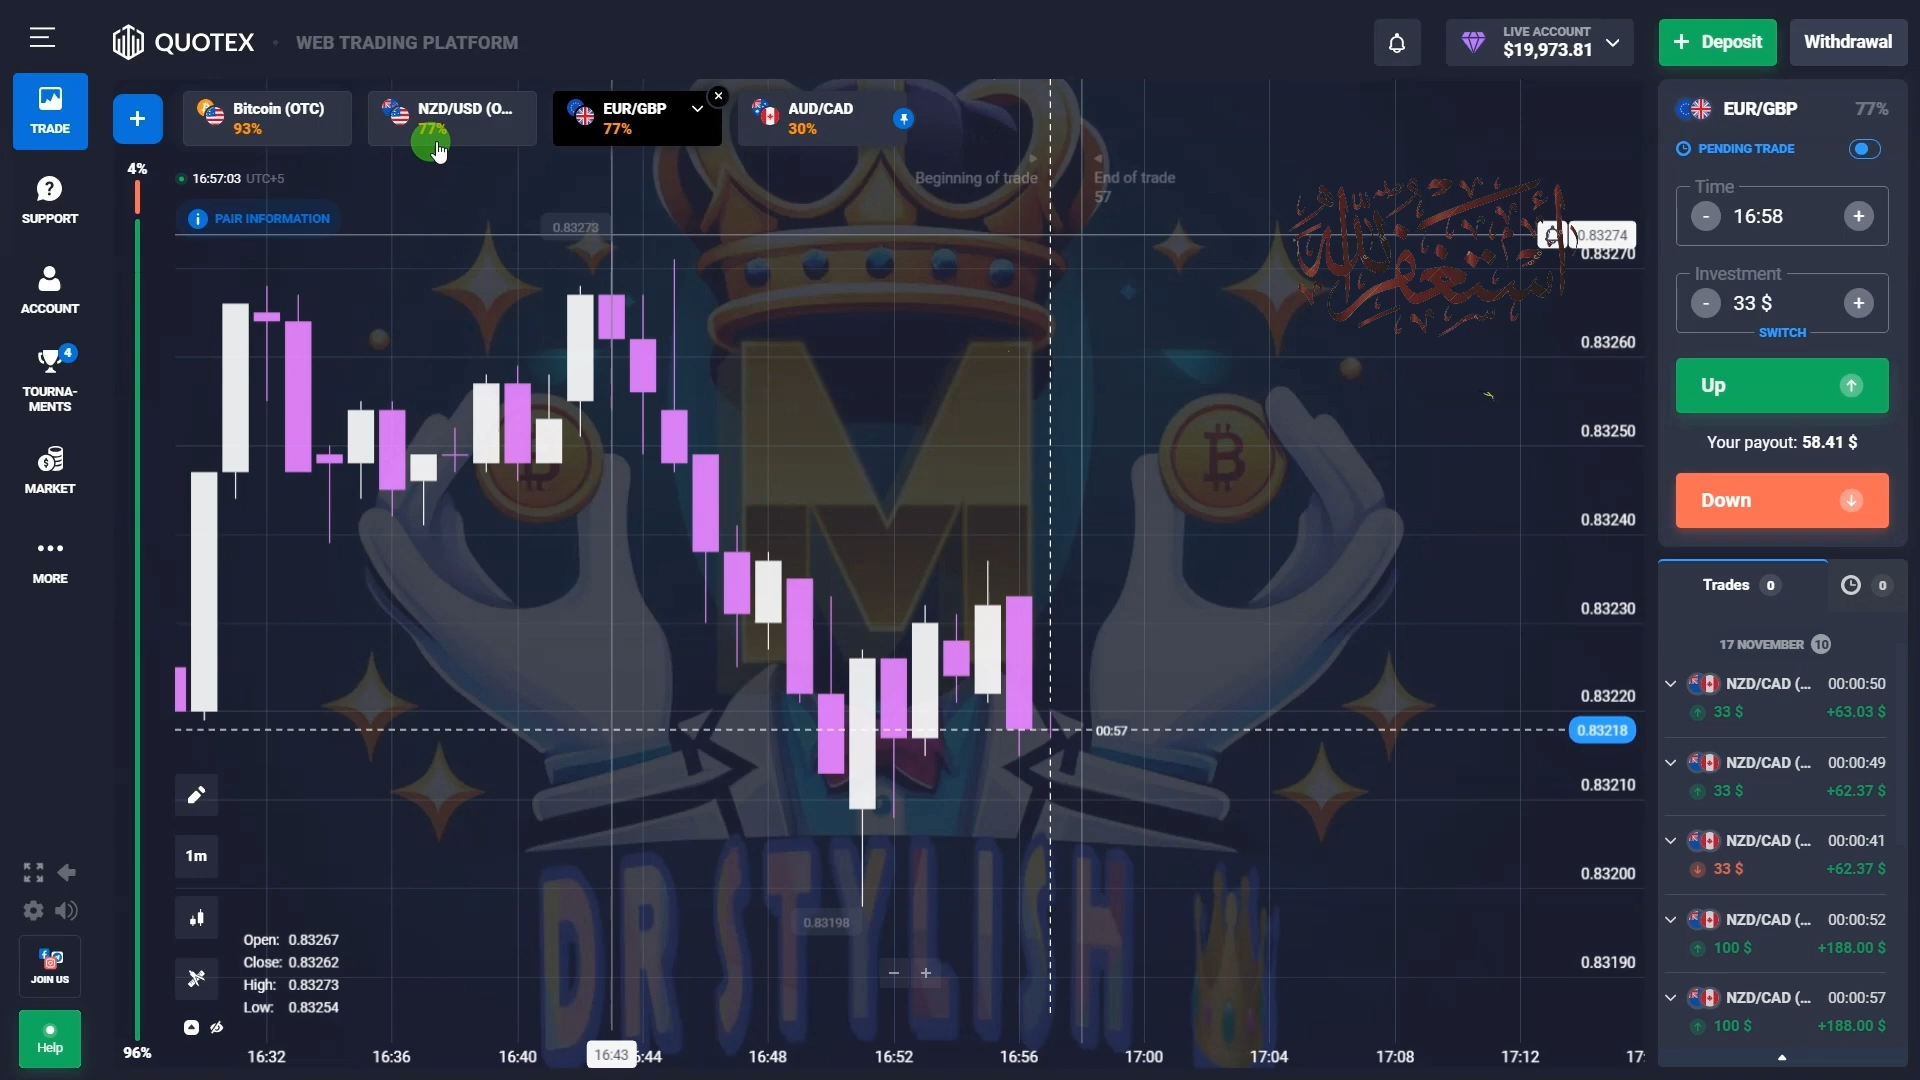 QUOTEX
WEB TRADING PLATFORM
LIVE ACCOUNT
$19,973.81
+ Deposit
Withdrawal
TRADE
SUPPORT
ACCOUNT
4
TOURNA-
MENTS
MARKET
MORE
JOIN US
Help
+
Bitcoin (OTC)
93%
NZD/USD (O...
77%
EUR/GBP
77%
AUD/CAD
30%
4%
96%
16:57:03 UTC+5
PAIR INFORMATION
Beginning of trade
End of trade
57
0.83273
0.83274
0.83270
0.83260
0.83250
0.83240
0.83230
0.83220
00:57
0.83218
0.83210
0.83200
0.83190
0.83198
أستغفر الله
M
DR STYLISH
1m
Open: 0.83267
Close: 0.83262
High: 0.83273
Low: 0.83254
- +
16:32
16:36
16:40
16:43
:44
16:48
16:52
16:56
17:00
17:04
17:08
17:12
17:
EUR/GBP
77%
PENDING TRADE
Time
- 16:58 +
Investment
- 33 $ +
SWITCH
Up
Your payout: 58.41 $
Down
Trades 0
0
17 NOVEMBER 10
NZD/CAD (... 00:00:50
33 $ +63.03 $
NZD/CAD (... 00:00:49
33 $ +62.37 $
NZD/CAD (... 00:00:41
33 $ +62.37 $
NZD/CAD (... 00:00:52
100 $ +188.00 $
NZD/CAD (... 00:00:57
100 $ +188.00 $